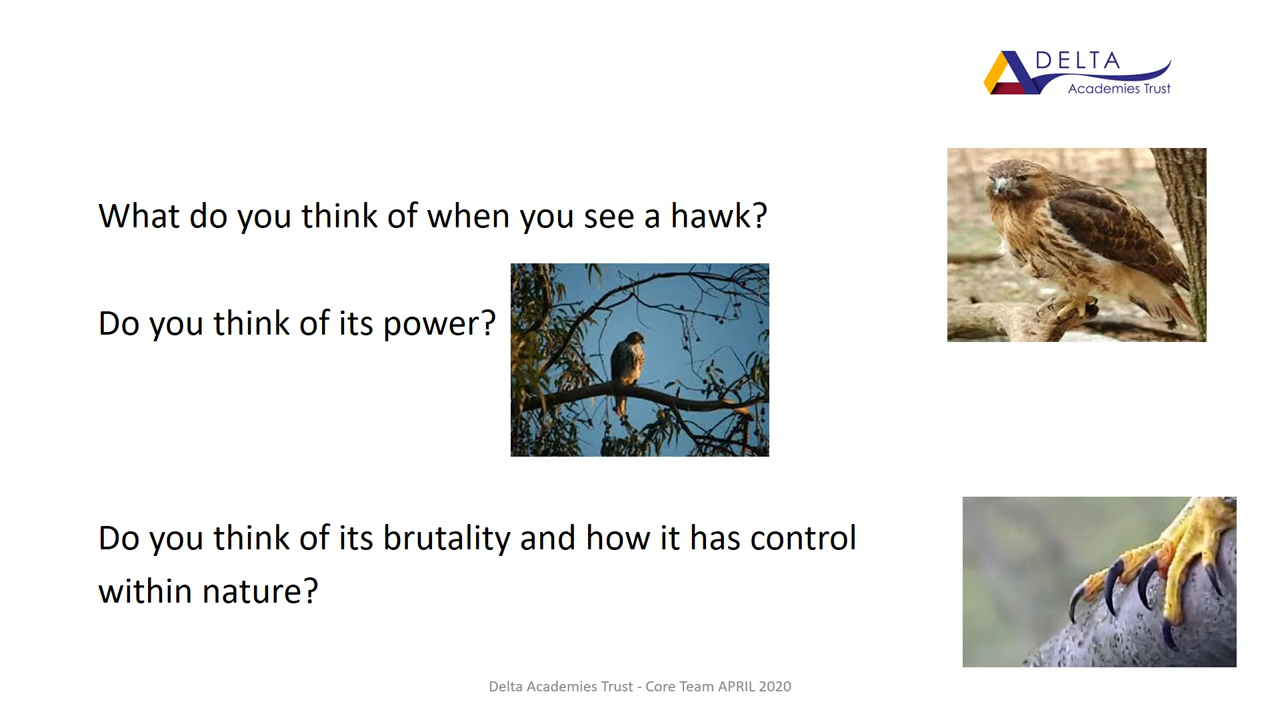 DELTA
Academies Trust
What do you think of when you see a hawk?
Do you think of its power?
Do you think of its brutality and how it has control
within nature?
Delta Academies Trust - Core Team APRIL 2020